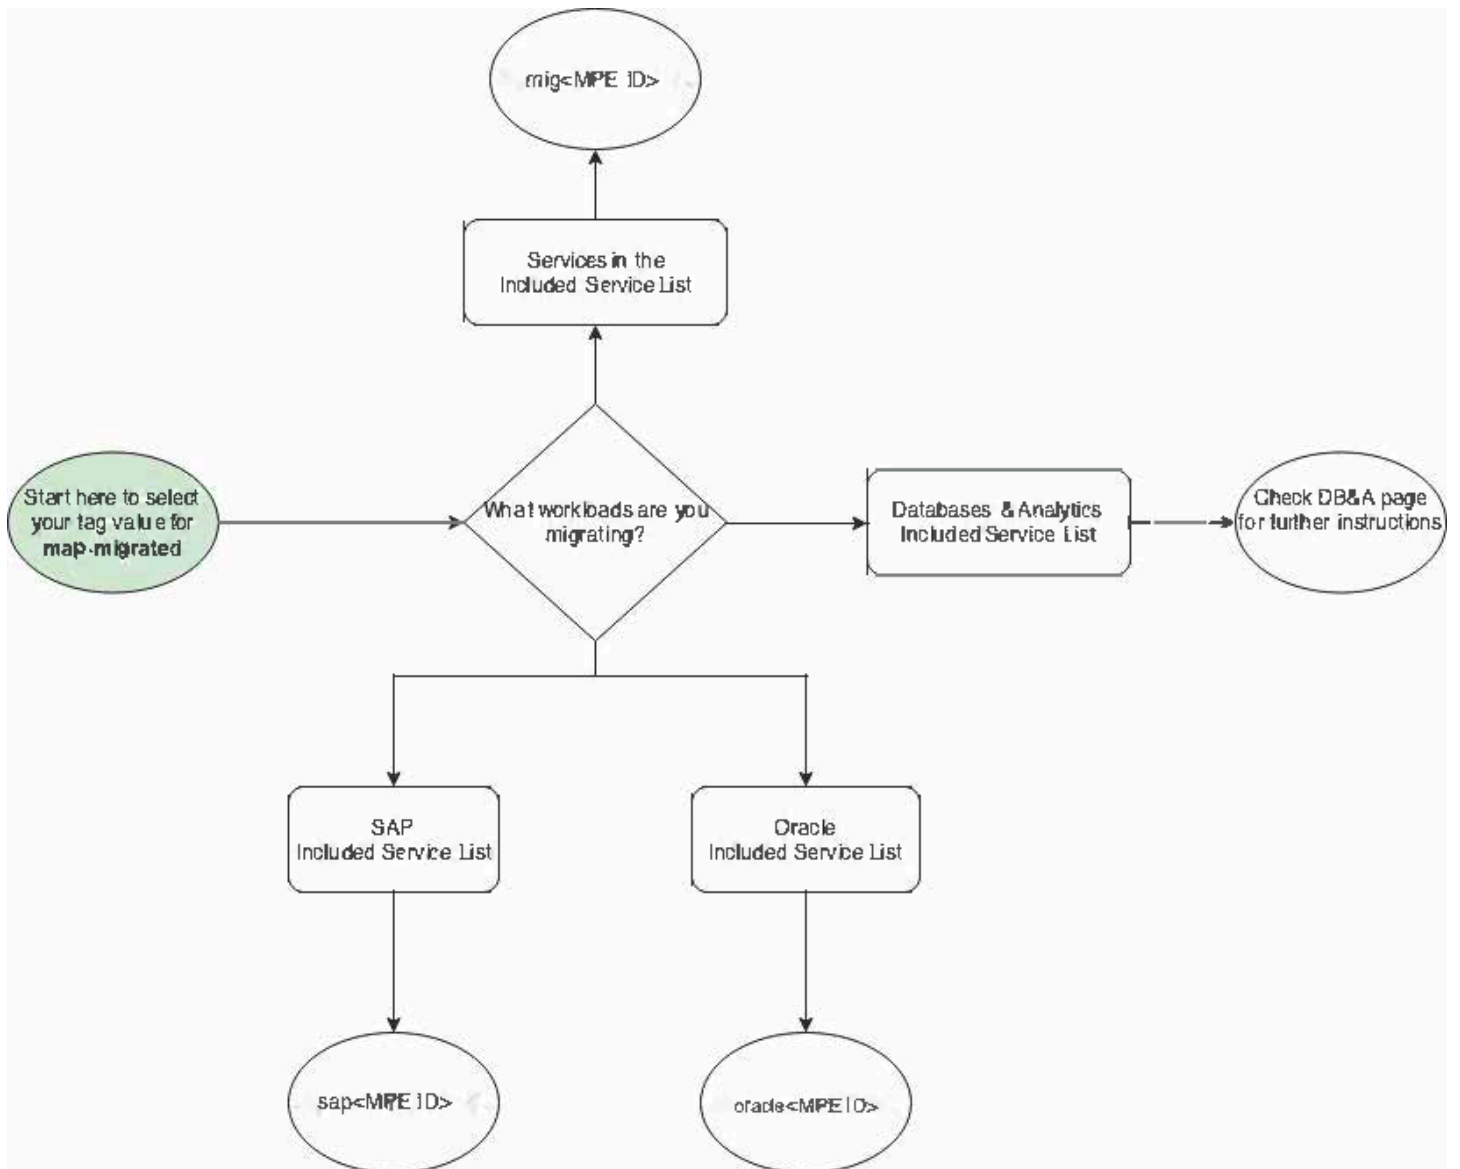 mig<MPE ID>
Services in the
Included Service List
Start here to select
your tag value for
map-migrated
What workloads are you
migrating?
Databases & Analytics
Included Service List
Check DB&A page
for further instructions
SAP
Included Service List
Oracle
Included Service List
sap<MPE ID>
oracle<MPE ID>